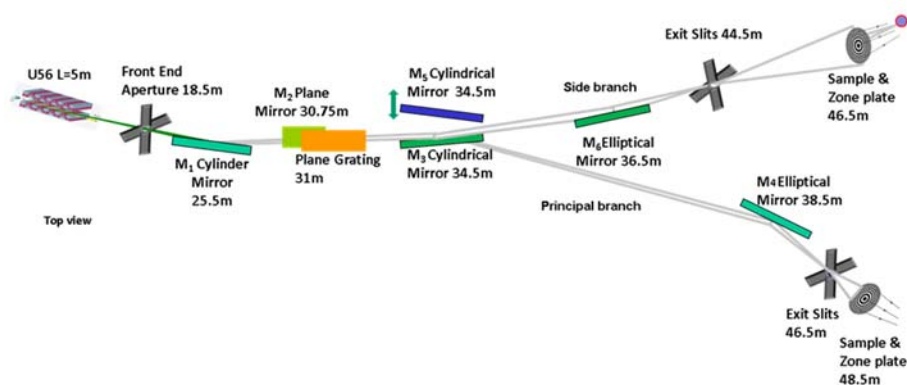 U56 L=5m
Front End
Aperture 18.5m
M₁ Cylinder
Mirror
25.5m
M₂ Plane
Mirror 30.75m
Plane Grating
31m
M₅ Cylindrical
Mirror 34.5m
M₃ Cylindrical
Mirror 34.5m
Side branch
M₆Elliptical
Mirror 36.5m
Exit Slits 44.5m
Sample &
Zone plate
46.5m
Principal branch
M₄ Elliptical
Mirror 38.5m
Exit Slits
46.5m
Sample &
Zone plate
48.5m
Top view